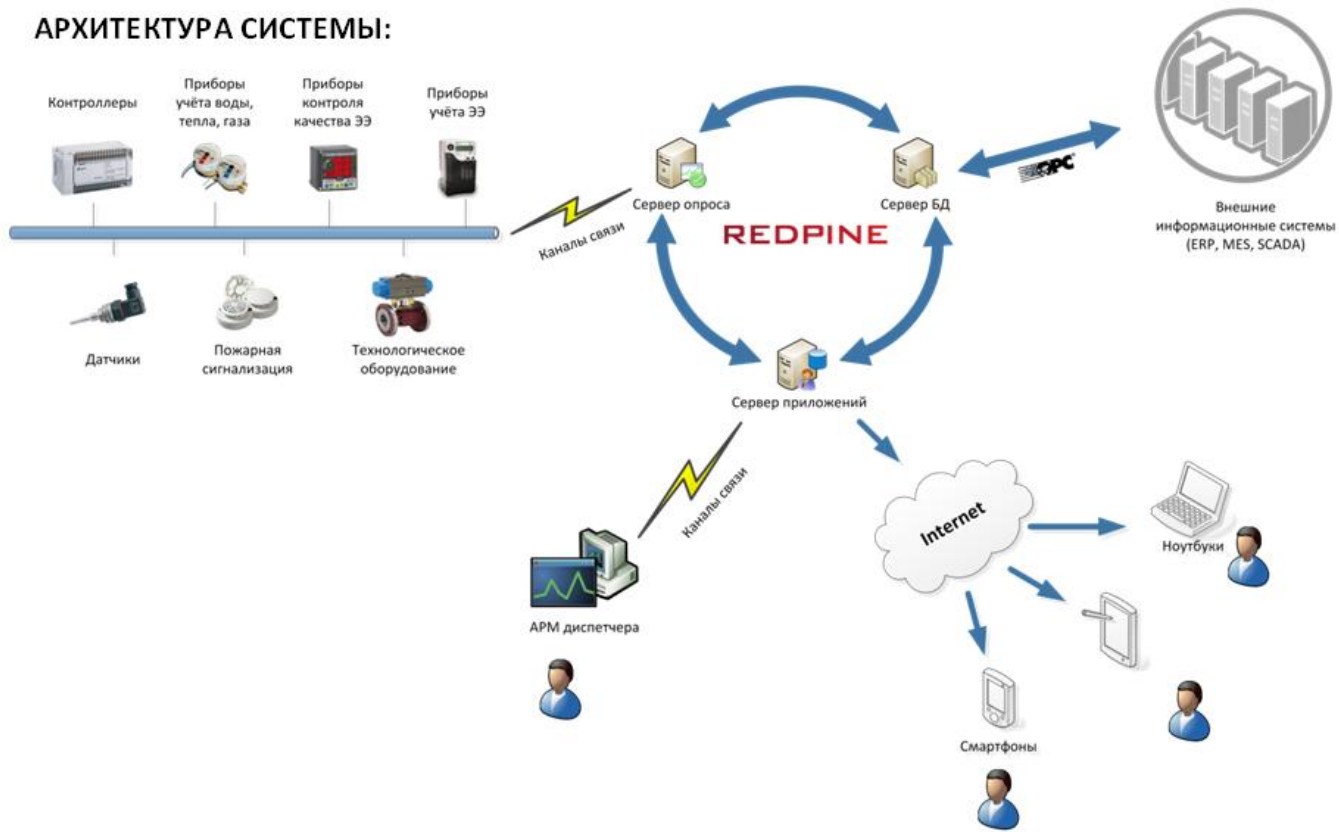 АРХИТЕКТУРА СИСТЕМЫ:
Контроллеры
Приборы
учёта воды,
тепла, газа
Приборы
контроля
качества ЭЭ
Приборы
учёта ЭЭ
Датчики
Пожарная
сигнализация
Технологическое
оборудование
Каналы связи
Сервер опроса
Сервер БД
REDPINE
OPC
Внешние
информационные системы
(ERP, MES, SCADA)
Сервер приложений
Каналы связи
АРМ диспетчера
Internet
Ноутбуки
Смартфоны